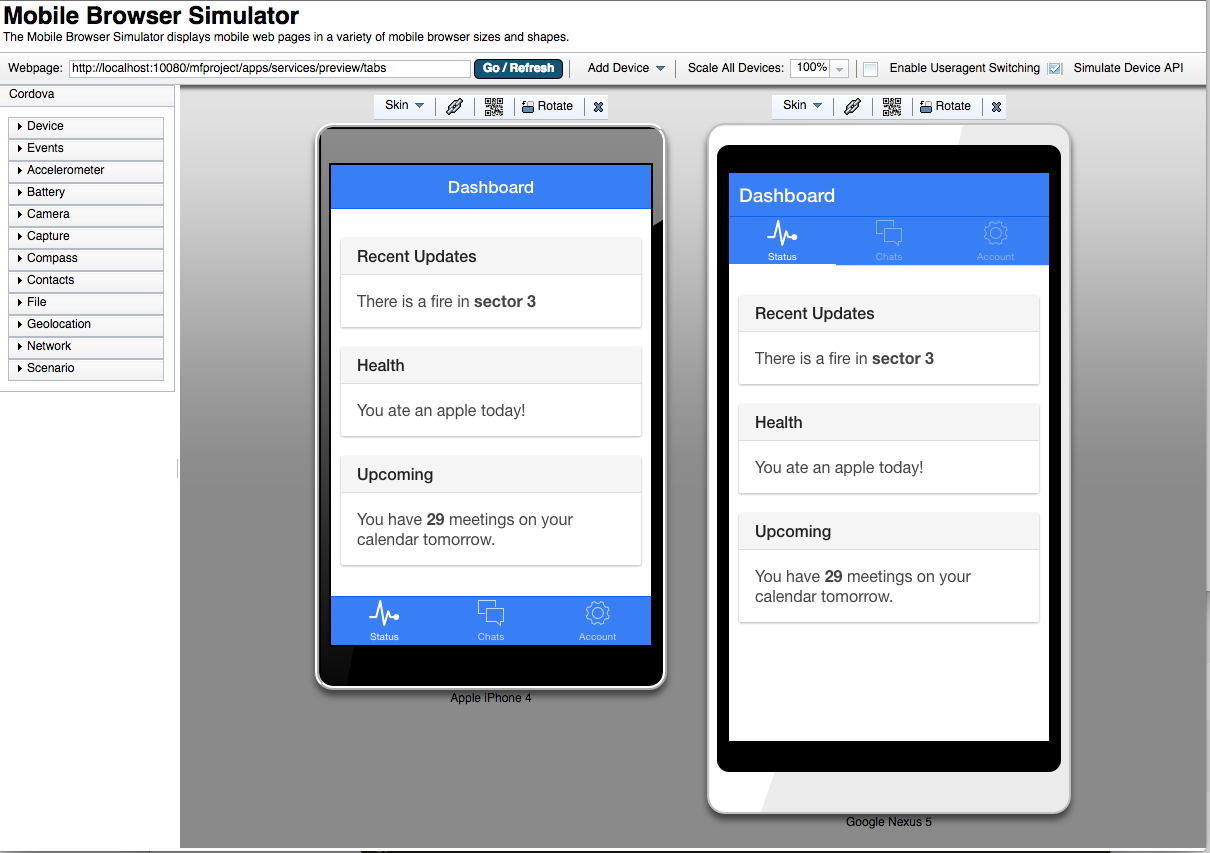 Mobile Browser Simulator
The Mobile Browser Simulator displays mobile web pages in a variety of mobile browser sizes and shapes.
Webpage: http://localhost:10080/mfproject/apps/services/preview/tabs Go / Refresh Add Device Scale All Devices: 100% Enable Useragent Switching Simulate Device API
Cordova
Device
Events
Accelerometer
Battery
Camera
Capture
Compass
Contacts
File
Geolocation
Network
Scenario
Skin Rotate
Dashboard
Recent Updates
There is a fire in sector 3
Health
You ate an apple today!
Upcoming
You have 29 meetings on your
calendar tomorrow.
Status Chats Account
Apple iPhone 4
Skin Rotate
Dashboard
Status Chats Account
Recent Updates
There is a fire in sector 3
Health
You ate an apple today!
Upcoming
You have 29 meetings on your
calendar tomorrow.
Google Nexus 5